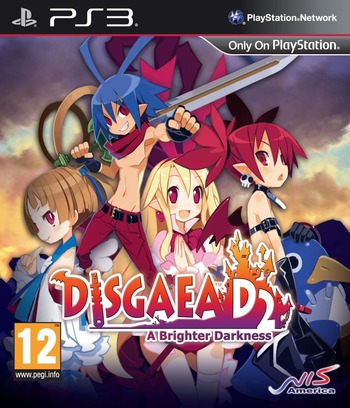 PS3
PlayStation®Network
Only On PlayStation®
DISGAEA D2
A Brighter Darkness
12
www.pegi.info
NIS
America